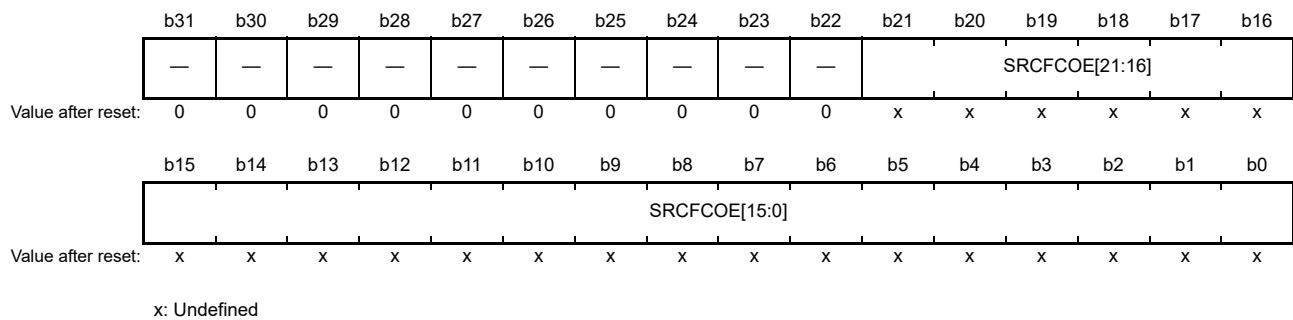 b31 b30 b29 b28 b27 b26 b25 b24 b23 b22 b21 b20 b19 b18 b17 b16
— — — — — — — — — — SRCFCOE[21:16]
Value after reset: 0 0 0 0 0 0 0 0 0 0 x x x x x x
b15 b14 b13 b12 b11 b10 b9 b8 b7 b6 b5 b4 b3 b2 b1 b0
SRCFCOE[15:0]
Value after reset: x x x x x x x x x x x x x x x x
x: Undefined